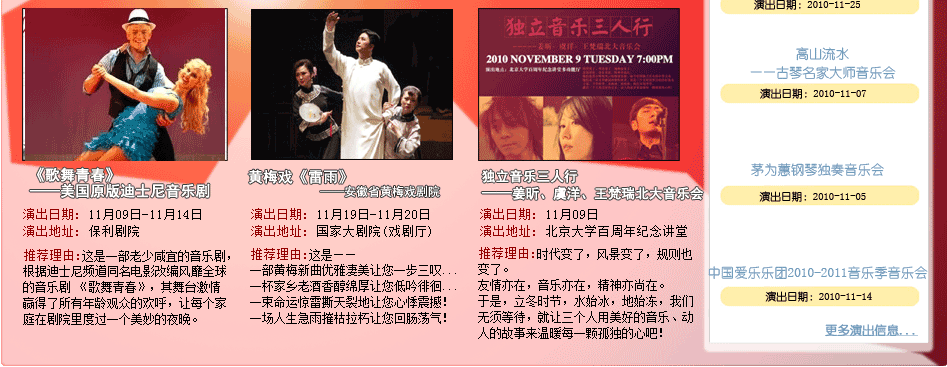 独立音乐三人行
2010 NOVEMBER 9 TUESDAY 7:00PM
《歌舞青春》
——美国原版迪士尼音乐剧
演出日期：11月09日-11月14日
演出地址：保利剧院
推荐理由:这是一部老少咸宜的音乐剧，
根据迪士尼频道同名电影改编风靡全球
的音乐剧《歌舞青春》，其舞台激情
赢得了所有年龄观众的欢呼，让每个家
庭在剧院里度过一个美妙的夜晚。
黄梅戏《雷雨》
——安徽省黄梅戏剧院
演出日期：11月19日-11月20日
演出地址：国家大剧院(戏剧厅)
推荐理由:这是——
一部黄梅新曲优雅凄美让您一步三叹...
一杯家乡老酒香醇绵厚让您低吟徘徊...
一束命运惊雷撕天裂地让您心悸震撼！
一场人生急雨摧枯拉朽让您回肠荡气！
独立音乐三人行
——姜昕、虞洋、王梵瑞北大音乐会
演出日期：11月09日
演出地址：北京大学百周年纪念讲堂
推荐理由:时代变了，风景变了，规则也
变了。
友情亦在，音乐亦在，精神亦尚在。
于是，立冬时节，水始冰，地始冻，我们
无须等待，就让三个人用美好的音乐、动
人的故事来温暖每一颗孤独的心吧！
演出日期：2010-11-25
高山流水
——古琴名家大师音乐会
演出日期：2010-11-07
茅为蕙钢琴独奏音乐会
演出日期：2010-11-05
中国爱乐乐团2010-2011音乐季音乐会
演出日期：2010-11-14
更多演出信息...